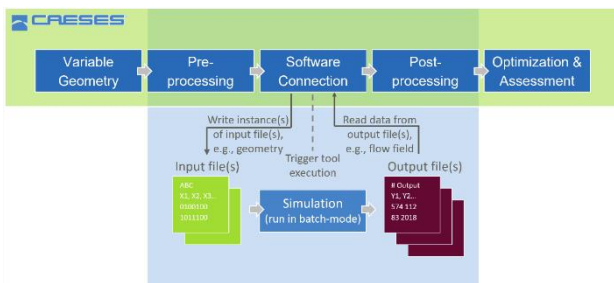 CAESES
Variable
Geometry
Pre-
processing
Software
Connection
Post-
processing
Optimization &
Assessment
Write instance(s)
of input file(s),
e.g., geometry
Read data from
output file(s),
e.g., flow field
Trigger tool
execution
Input file(s)
Output file(s)
ABC
X1, X2, X3...
0100100
1011100
Simulation
(run in batch-mode)
# Output
Y1, Y2...
574 112
83 2018